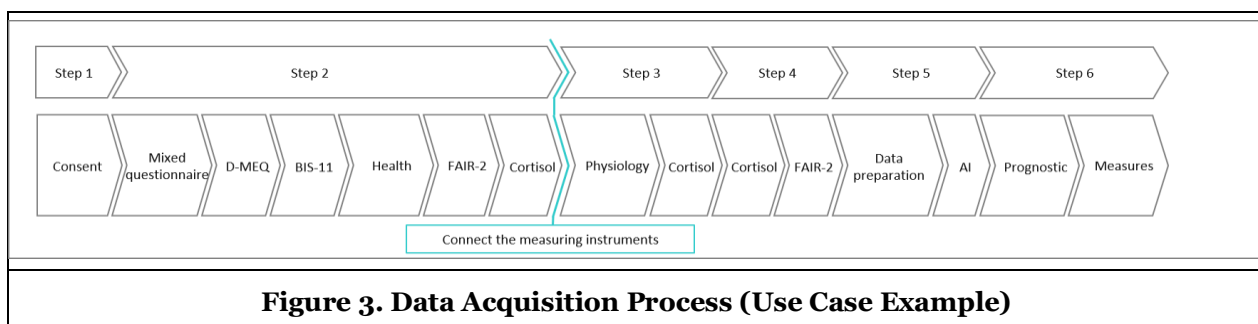 Step 1 Step 2 Step 3 Step 4 Step 5 Step 6
Consent Mixed questionnaire D-MEQ BIS-11 Health FAIR-2 Cortisol Physiology Cortisol Cortisol FAIR-2 Data preparation AI Prognostic Measures
Connect the measuring instruments
Figure 3. Data Acquisition Process (Use Case Example)